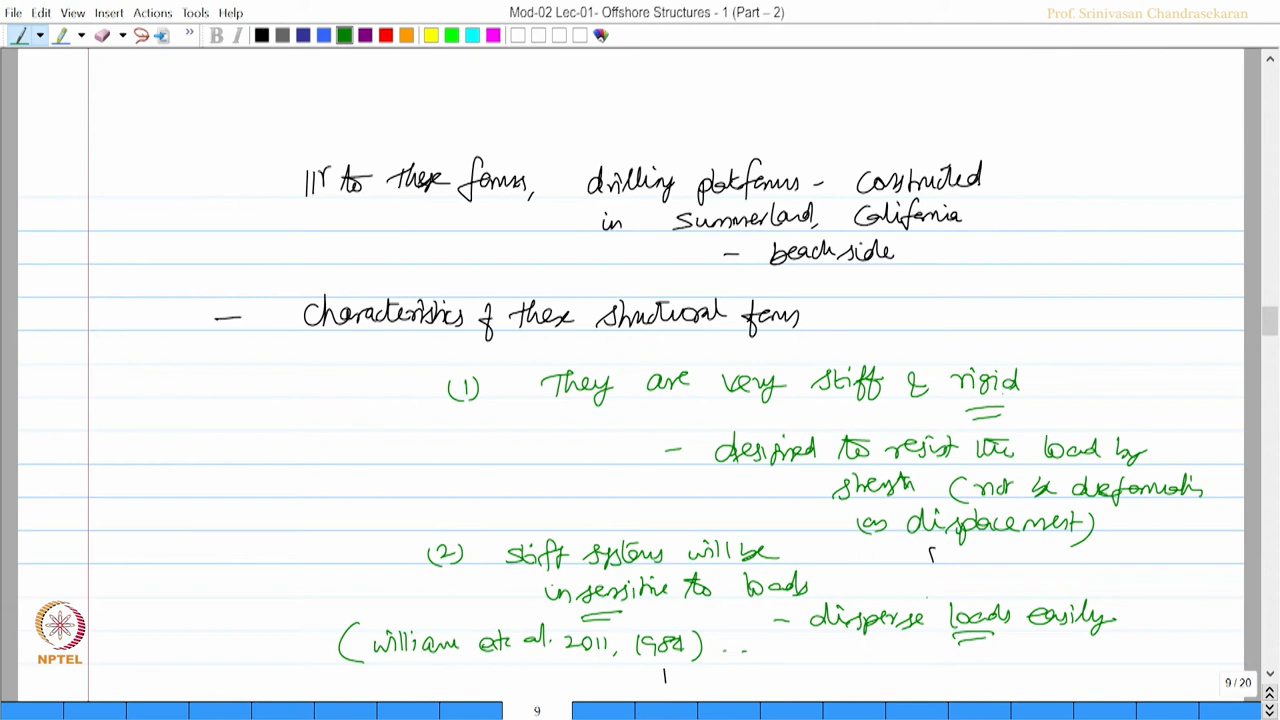 File Edit View Insert Actions Tools Help
Mod-02 Lec-01- Offshore Structures - 1 (Part – 2)
Prof. Srinivasan Chandrasekaran
B I
||r to these forms, drilling platforms - constructed
in Summerland, California
- beach side
- Characteristics of these structural forms
(1) They are very stiff & rigid
- designed to resist the load by
strength (not by deformation
(or displacement)
(2) stiff systems will be
insensitive to loads
- disperse loads easily
(william etc al. 2011, 1984) ..
NPTEL
9 / 20
9